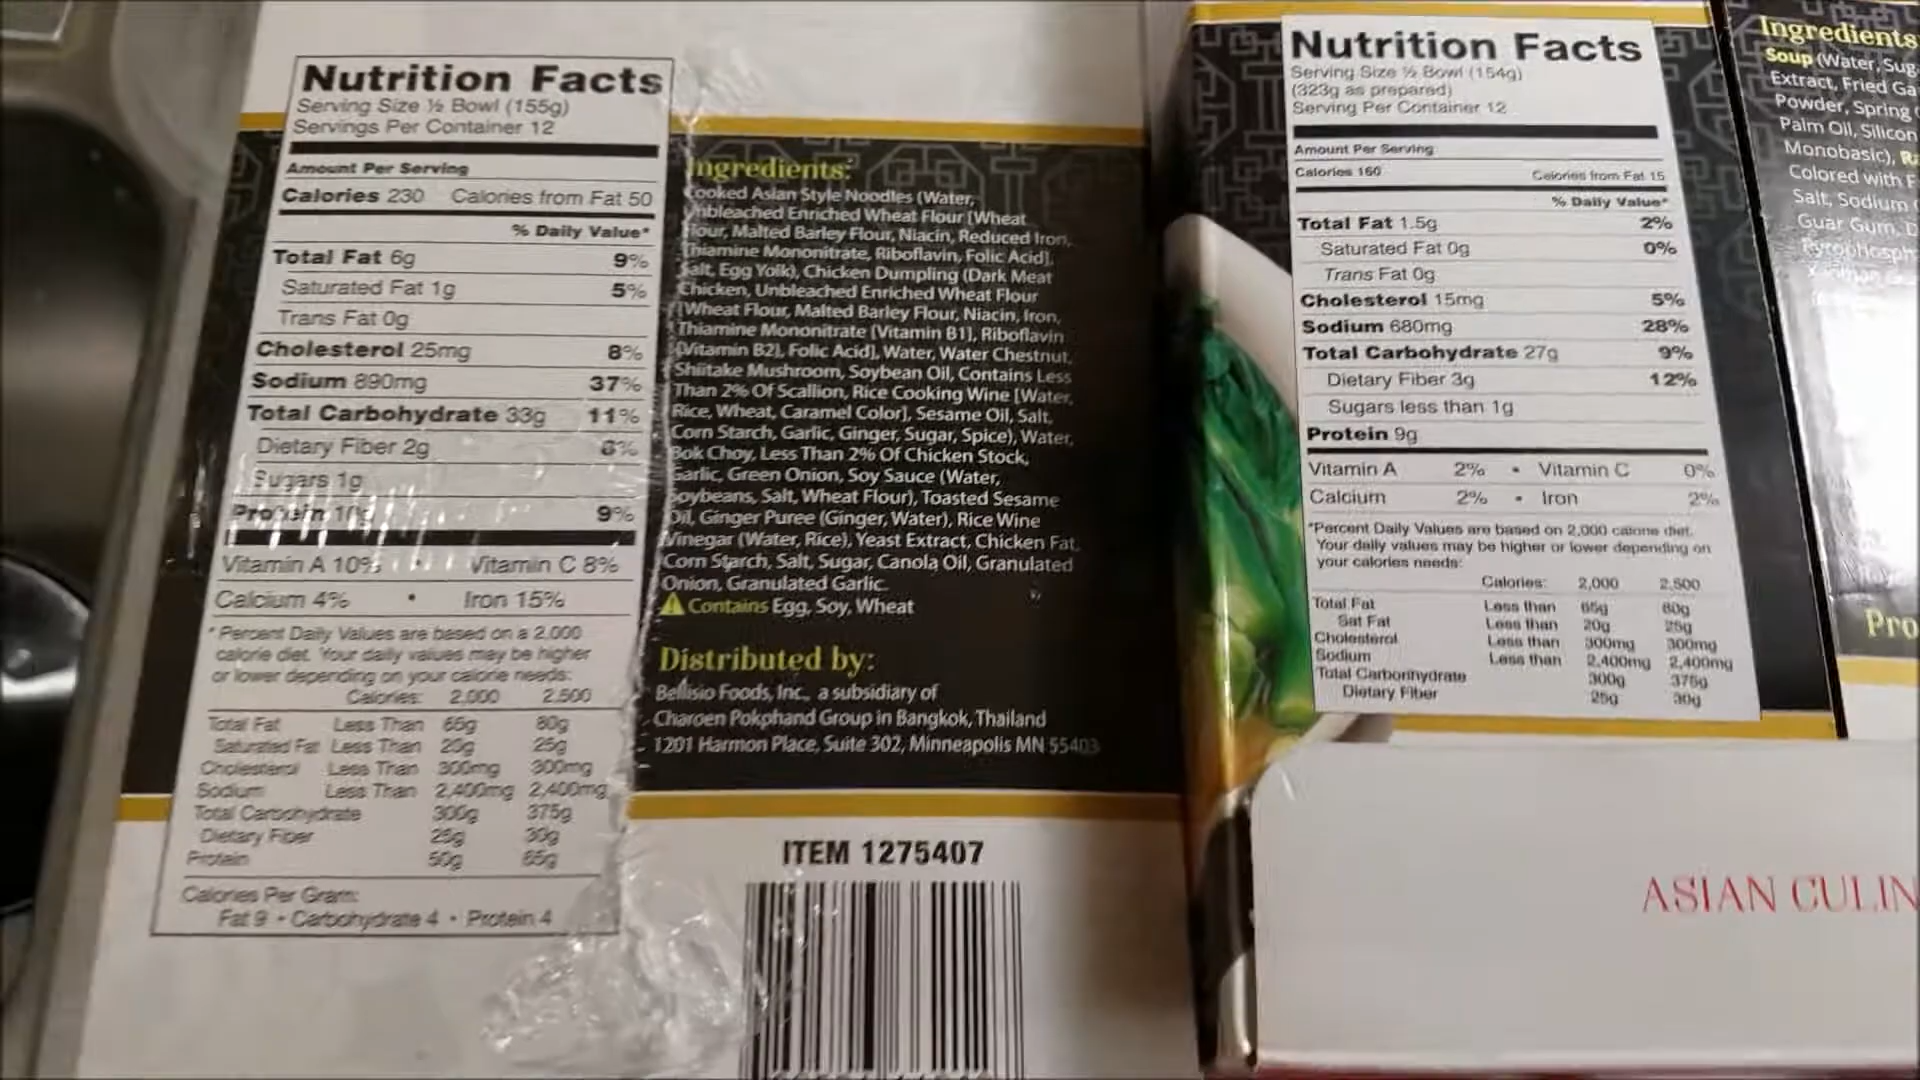 Nutrition Facts
Serving Size ½ Bowl (155g)
Servings Per Container 12
Amount Per Serving
Calories 230 Calories from Fat 50
% Daily Value*
Total Fat 6g 9%
Saturated Fat 1g 5%
Trans Fat 0g
Cholesterol 25mg 8%
Sodium 890mg 37%
Total Carbohydrate 33g 11%
Dietary Fiber 2g
Sugars 1g
Protein 9%
Vitamin A 10% • Vitamin C 8%
Calcium 4% • Iron 15%
* Percent Daily Values are based on a 2,000
calorie diet. Your daily values may be higher
or lower depending on your calorie needs:
Calories: 2,000 2,500
Total Fat Less Than 65g 80g
Saturated Fat Less Than 20g 25g
Cholesterol Less Than 300mg 300mg
Sodium Less Than 2,400mg 2,400mg
Total Carbohydrate 300g 375g
Dietary Fiber 25g 30g
Protein 50g 65g
Calories Per Gram:
Fat 9 • Carbohydrate 4 • Protein 4
Ingredients:
Cooked Asian Style Noodles (Water,
Unbleached Enriched Wheat Flour [Wheat
Flour, Malted Barley Flour, Niacin, Reduced Iron,
Thiamine Mononitrate, Riboflavin, Folic Acid],
Salt, Egg Yolk), Chicken Dumpling (Dark Meat
Chicken, Unbleached Enriched Wheat Flour
[Wheat Flour, Malted Barley Flour, Niacin, Iron,
Thiamine Mononitrate (Vitamin B1), Riboflavin
(Vitamin B2), Folic Acid], Water, Water Chestnut,
Shiitake Mushroom, Soybean Oil, Contains Less
Than 2% Of Scallion, Rice Cooking Wine [Water,
Rice, Wheat, Caramel Color], Sesame Oil, Salt,
Corn Starch, Garlic, Ginger, Sugar, Spice), Water,
Bok Choy, Less Than 2% Of Chicken Stock,
Garlic, Green Onion, Soy Sauce (Water,
Soybeans, Salt, Wheat Flour), Toasted Sesame
Oil, Ginger Puree (Ginger, Water), Rice Wine
Vinegar (Water, Rice), Yeast Extract, Chicken Fat,
Corn Starch, Salt, Sugar, Canola Oil, Granulated
Onion, Granulated Garlic.
Contains Egg, Soy, Wheat
Distributed by:
Bellisio Foods, Inc., a subsidiary of
Charoen Pokphand Group in Bangkok, Thailand
1201 Harmon Place, Suite 302, Minneapolis MN 55403
ITEM 1275407
Nutrition Facts
Serving Size ½ Bowl (154g)
(323g as prepared)
Serving Per Container 12
Amount Per Serving
Calories 160 Calories from Fat 15
% Daily Value*
Total Fat 1.5g 2%
Saturated Fat 0g 0%
Trans Fat 0g
Cholesterol 15mg 5%
Sodium 680mg 28%
Total Carbohydrate 27g 9%
Dietary Fiber 3g 12%
Sugars less than 1g
Protein 9g
Vitamin A 2% • Vitamin C 0%
Calcium 2% • Iron 2%
*Percent Daily Values are based on 2,000 calorie diet.
Your daily values may be higher or lower depending on
your calories needs:
Calories: 2,000 2,500
Total Fat Less than 65g 80g
Sat Fat Less than 20g 25g
Cholesterol Less than 300mg 300mg
Sodium Less than 2,400mg 2,400mg
Total Carbonhydrate 300g 375g
Dietary Fiber 25g 30g
Ingredients
Soup (Water, Sug
Extract, Fried Ga
Powder, Spring
Palm Oil, Silicon
Monobasic), R
Colored with F
Salt, Sodium
Guar Gum, D
Pyrophosph
Pro
ASIAN CULIN